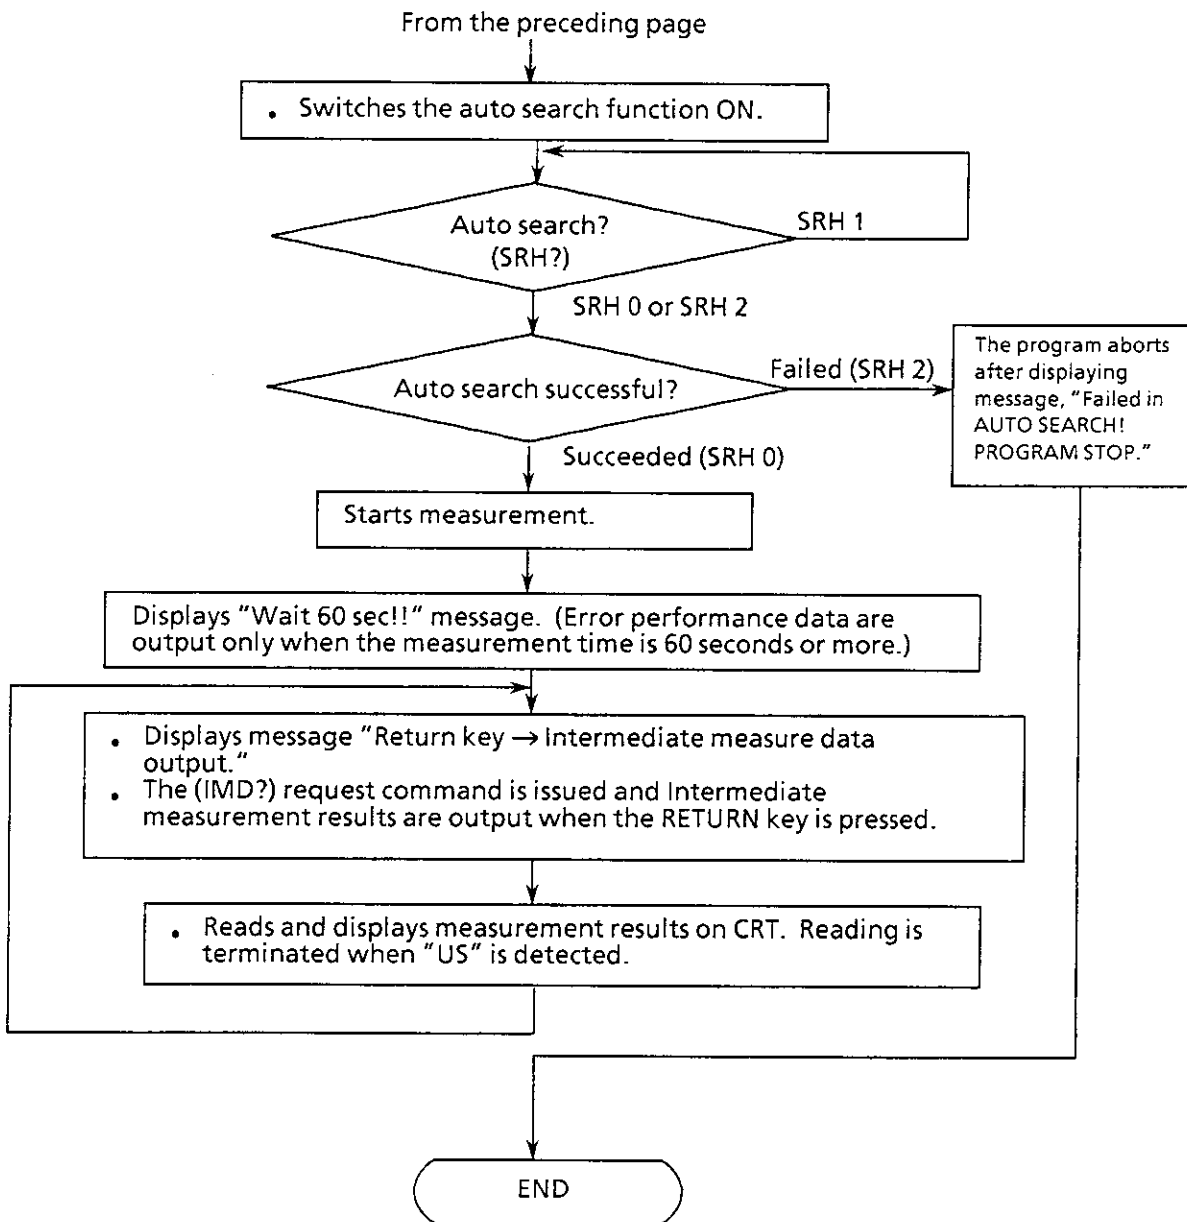 From the preceding page
• Switches the auto search function ON.
Auto search?
(SRH?)
SRH 1
SRH 0 or SRH 2
Auto search successful?
Failed (SRH 2)
The program aborts
after displaying
message, "Failed in
AUTO SEARCH!
PROGRAM STOP."
Succeeded (SRH 0)
Starts measurement.
Displays "Wait 60 sec!!" message. (Error performance data are
output only when the measurement time is 60 seconds or more.)
• Displays message "Return key → Intermediate measure data
output."
• The (IMD?) request command is issued and Intermediate
measurement results are output when the RETURN key is pressed.
• Reads and displays measurement results on CRT. Reading is
terminated when "US" is detected.
END